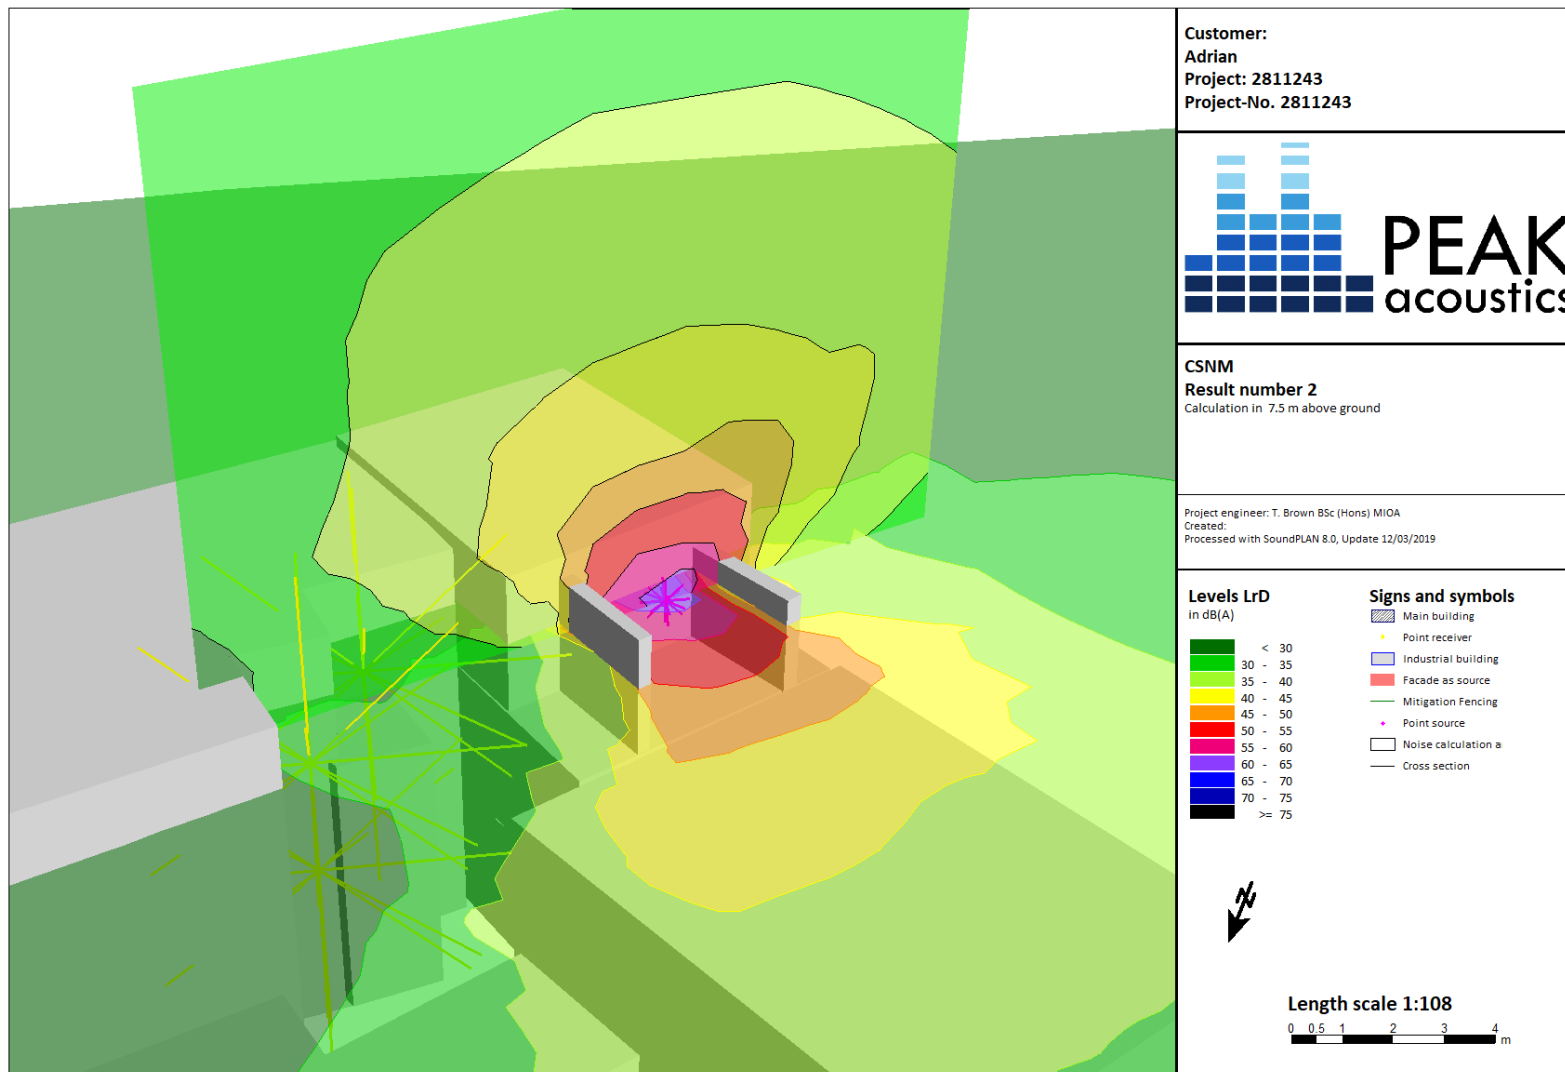 Customer:
Adrian
Project: 2811243
Project-No. 2811243
PEAK
acoustics
CSNM
Result number 2
Calculation in 7.5 m above ground
Project engineer: T. Brown BSc (Hons) MIOA
Created:
Processed with SoundPLAN 8.0, Update 12/03/2019
Levels LrD
in dB(A)
< 30
30 - 35
35 - 40
40 - 45
45 - 50
50 - 55
55 - 60
60 - 65
65 - 70
70 - 75
>= 75
Signs and symbols
Main building
Point receiver
Industrial building
Facade as source
Mitigation Fencing
Point source
Noise calculation a
Cross section
N
Length scale 1:108
0 0.5 1 2 3 4
m